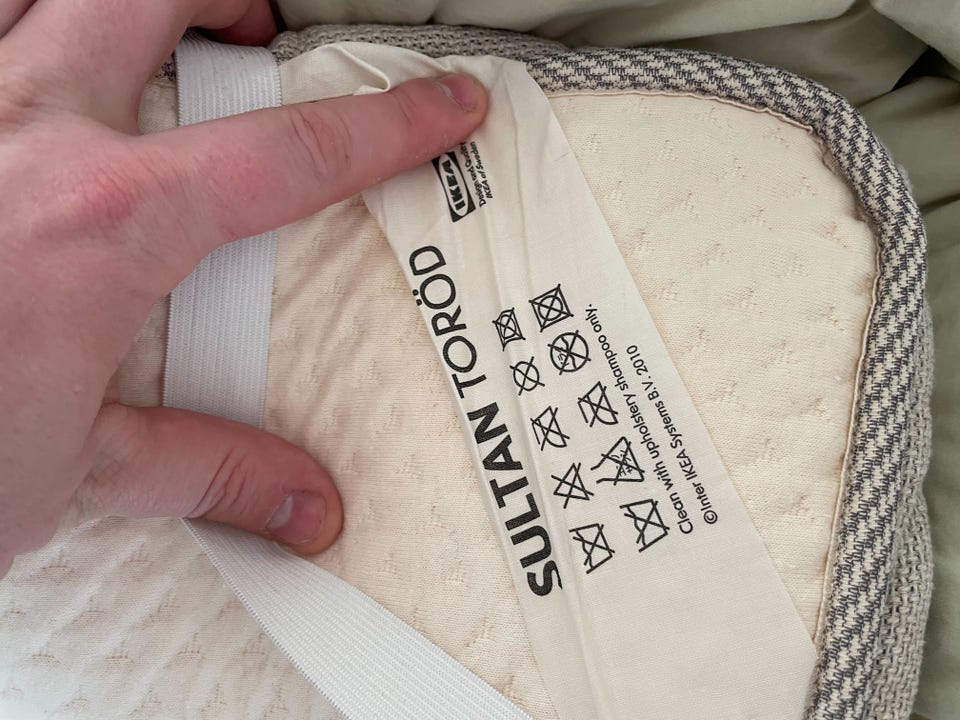 SULTAN TORÖD
IKEA
Design and Quality
IKEA of Sweden
Clean with upholstery shampoo only.
©Inter IKEA Systems B.V. 2010